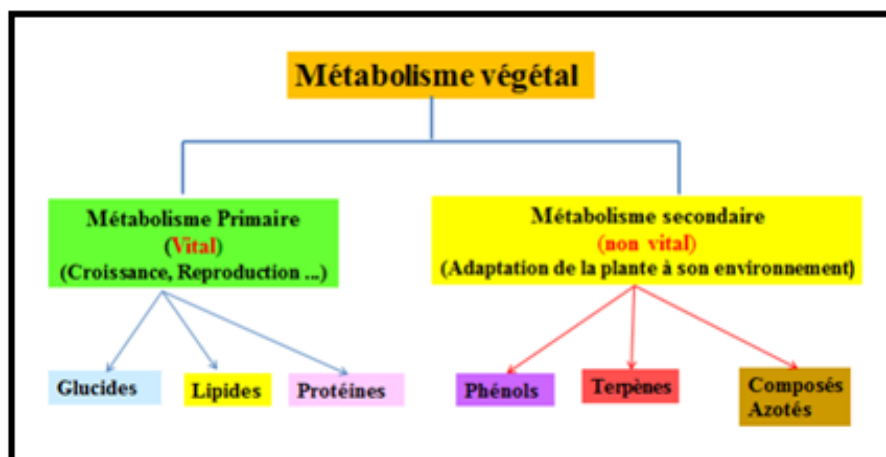 Métabolisme végétal
Métabolisme Primaire
(Vital)
(Croissance, Reproduction ...)
Métabolisme secondaire
(non vital)
(Adaptation de la plante à son environnement)
Glucides
Lipides
Protéines
Phénols
Terpènes
Composés
Azotés